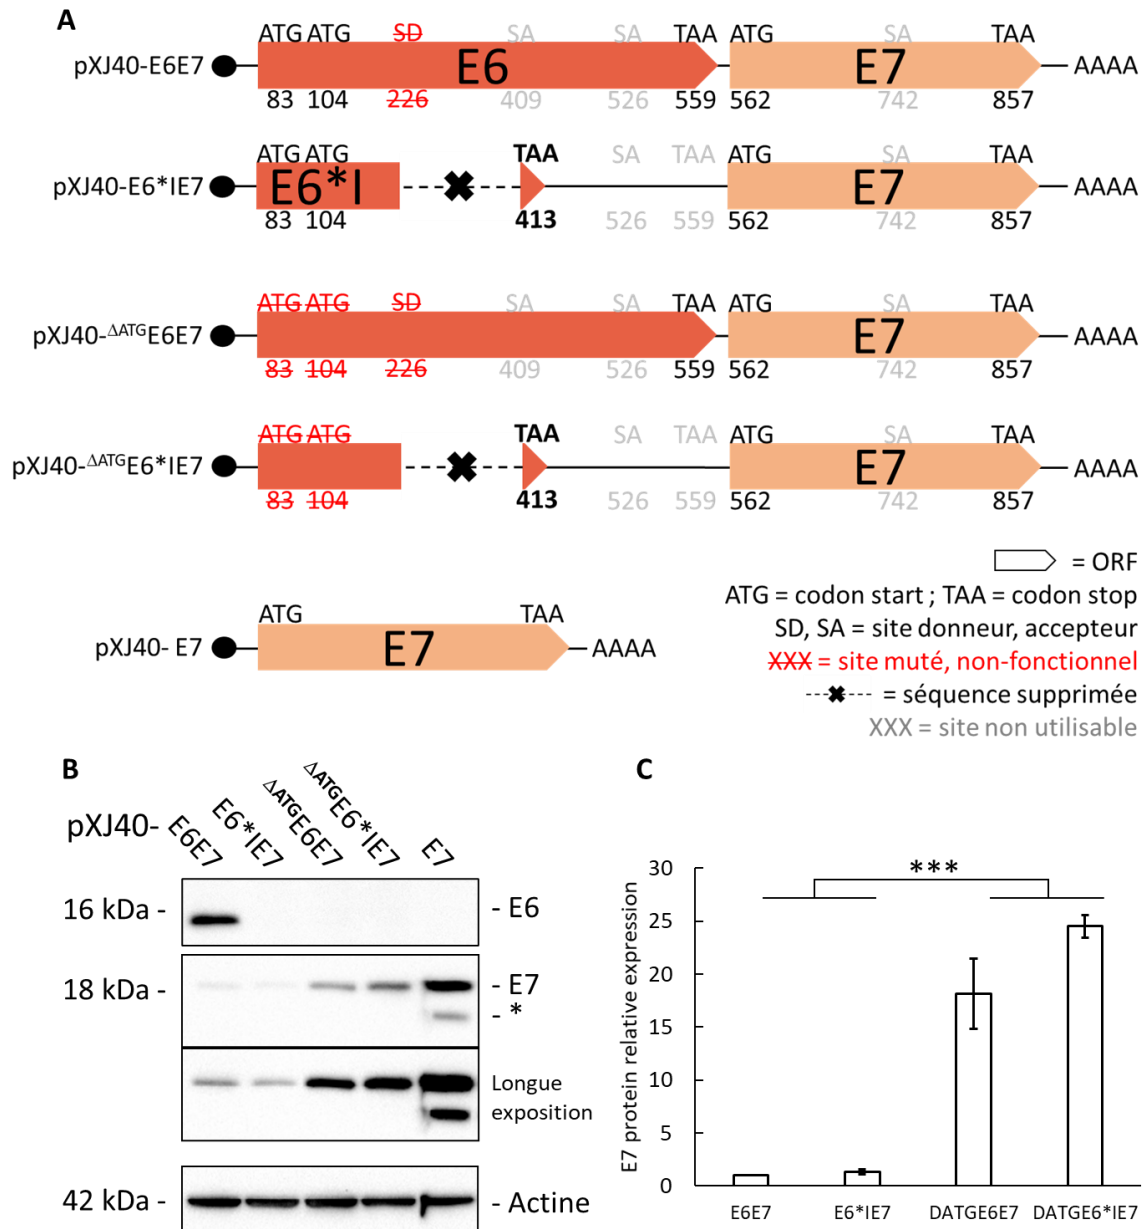 A
ATG ATG SD SA SA TAA ATG SA TAA
pXJ40-E6E7 E6 E7 AAAA
83 104 226 409 526 559 562 742 857
ATG ATG TAA SA TAA ATG SA TAA
pXJ40-E6*IE7 E6*I E7 AAAA
83 104 413 526 559 562 742 857
ATG ATG SD SA SA TAA ATG SA TAA
pXJ40-ΔATGE6E7 E7 AAAA
83 104 226 409 526 559 562 742 857
ATG ATG TAA SA TAA ATG SA TAA
pXJ40-ΔATGE6*IE7 E7 AAAA
83 104 413 526 559 562 742 857
= ORF
ATG = codon start ; TAA = codon stop
SD, SA = site donneur, accepteur
XXX = site muté, non-fonctionnel
= séquence supprimée
XXX = site non utilisable
ATG TAA
pXJ40- E7 E7 AAAA
B
pXJ40- E6E7 E6*IE7 ΔATGE6E7 ΔATGE6*IE7 E7
16 kDa - - E6
18 kDa - - E7
- *
Longue
exposition
42 kDa - - Actine
C
E7 protein relative expression
30
25
20
15
10
5
0
***
E6E7 E6*IE7 DATGE6E7 DATGE6*IE7